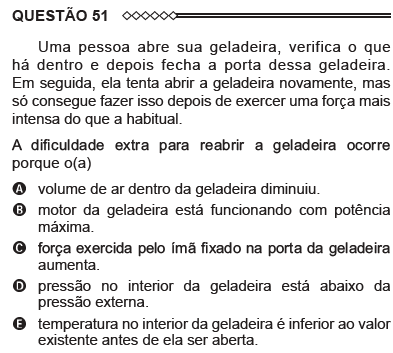 QUESTÃO 51
Uma pessoa abre sua geladeira, verifica o que
há dentro e depois fecha a porta dessa geladeira.
Em seguida, ela tenta abrir a geladeira novamente, mas
só consegue fazer isso depois de exercer uma força mais
intensa do que a habitual.
A dificuldade extra para reabrir a geladeira ocorre
porque o(a)
A volume de ar dentro da geladeira diminuiu.
B motor da geladeira está funcionando com potência
máxima.
C força exercida pelo ímã fixado na porta da geladeira
aumenta.
D pressão no interior da geladeira está abaixo da
pressão externa.
E temperatura no interior da geladeira é inferior ao valor
existente antes de ela ser aberta.